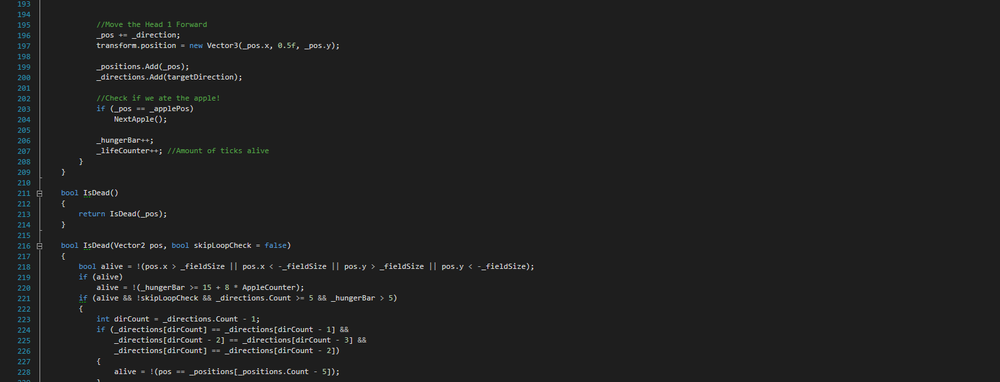 193
194
195 //Move the Head 1 Forward
196 _pos += _direction;
197 transform.position = new Vector3(_pos.x, 0.5f, _pos.y);
198
199 _positions.Add(_pos);
200 _directions.Add(targetDirection);
201
202 //Check if we ate the apple!
203 if (_pos == _applePos)
204 NextApple();
205
206 _hungerBar++;
207 _lifeCounter++; //Amount of ticks alive
208 }
209 }
210
211 bool IsDead()
212 {
213 return IsDead(_pos);
214 }
215
216 bool IsDead(Vector2 pos, bool skipLoopCheck = false)
217 {
218 bool alive = !(pos.x > _fieldSize || pos.x < -_fieldSize || pos.y > _fieldSize || pos.y < -_fieldSize);
219 if (alive)
220 alive = !(_hungerBar >= 15 + 8 * AppleCounter);
221 if (alive && !skipLoopCheck && _directions.Count >= 5 && _hungerBar > 5)
222 {
223 int dirCount = _directions.Count - 1;
224 if (_directions[dirCount] == _directions[dirCount - 1] &&
225 _directions[dirCount - 2] == _directions[dirCount - 3] &&
226 _directions[dirCount] == _directions[dirCount - 2])
227 {
228 alive = !(pos == _positions[_positions.Count - 5]);